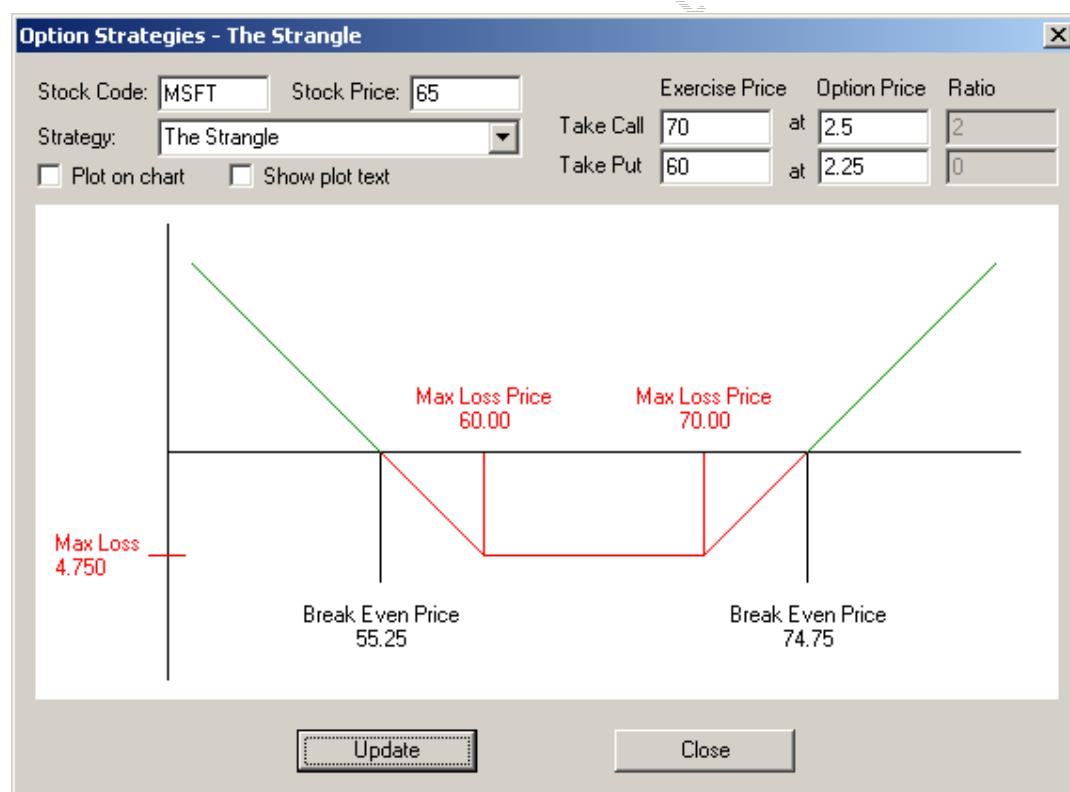 Option Strategies - The Strangle
Stock Code: MSFT Stock Price: 65
Exercise Price Option Price Ratio
Strategy: The Strangle
Take Call 70 at 2.5 2
Take Put 60 at 2.25 0
Plot on chart Show plot text
Max Loss Price
60.00
Max Loss Price
70.00
Max Loss
4.750
Break Even Price
55.25
Break Even Price
74.75
Update Close